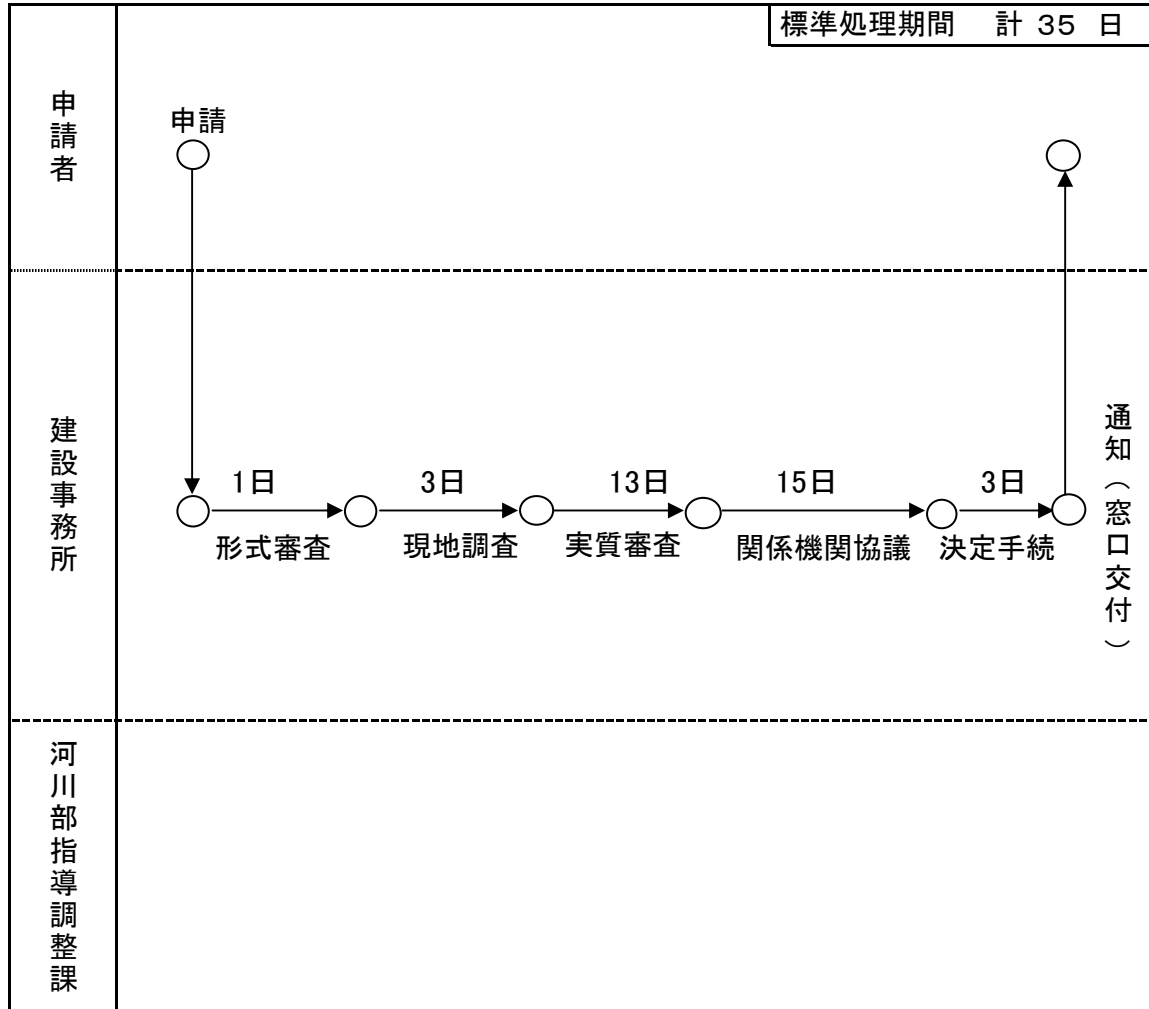 標準処理期間　計 35 日
申請者
申請
建設事務所
1日
3日
13日
15日
3日
形式審査
現地調査
実質審査
関係機関協議
決定手続
通知（窓口交付）
河川部指導調整課